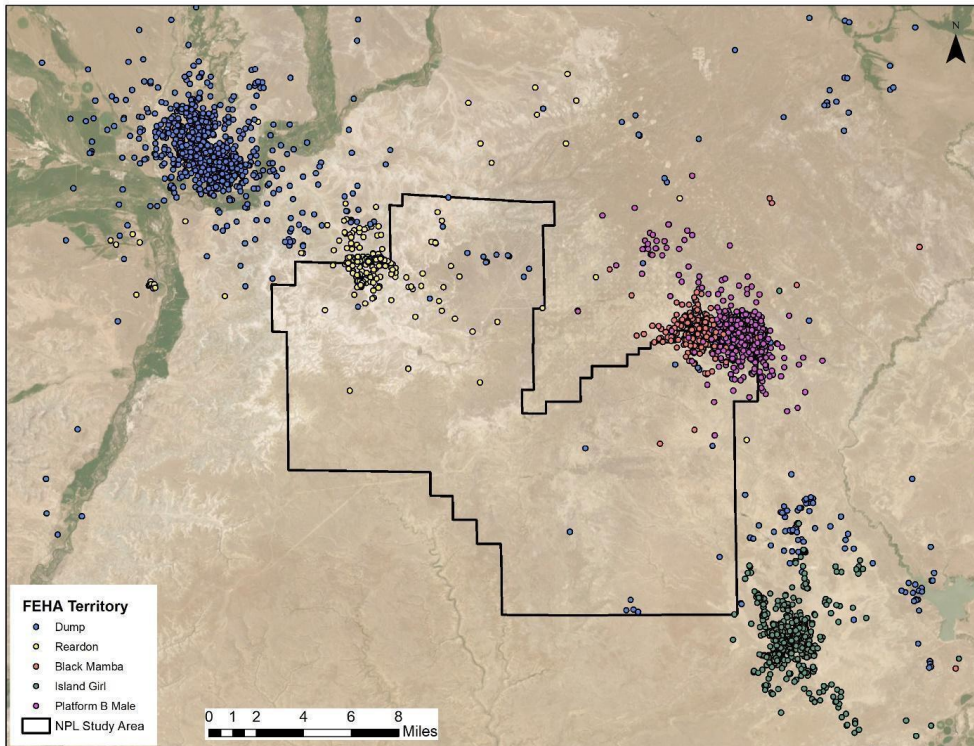 N
FEHA Territory
Dump
Reardon
Black Mamba
Island Girl
Platform B Male
NPL Study Area
0 1 2 4 6 8
Miles